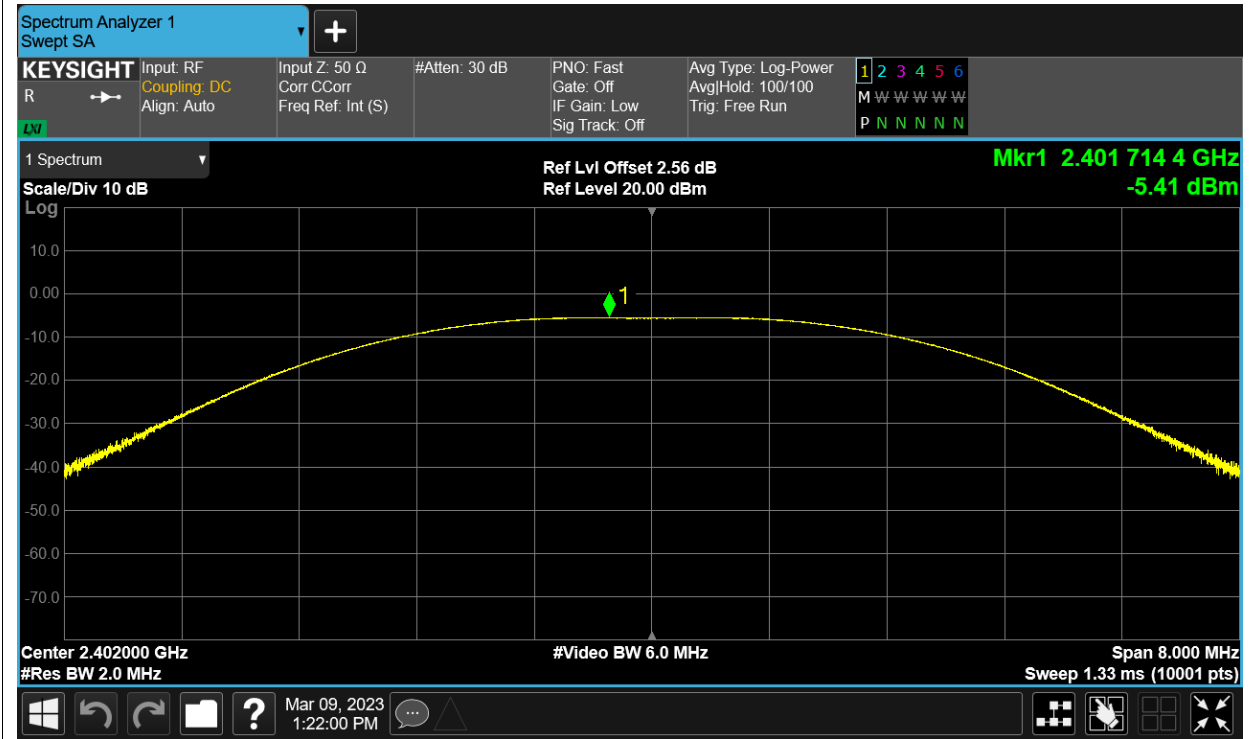 Spectrum Analyzer 1
Swept SA
+
KEYSIGHT
R
LXI
Input: RF
Coupling: DC
Align: Auto
Input Z: 50 Ω
Corr CCorr
Freq Ref: Int (S)
#Atten: 30 dB
PNO: Fast
Gate: Off
IF Gain: Low
Sig Track: Off
Avg Type: Log-Power
Avg|Hold: 100/100
Trig: Free Run
1 2 3 4 5 6
M W W W W W
P N N N N N
1 Spectrum
Scale/Div 10 dB
Log
Ref Lvl Offset 2.56 dB
Ref Level 20.00 dBm
Mkr1 2.401 714 4 GHz
-5.41 dBm
10.0
0.00
1
-10.0
-20.0
-30.0
-40.0
-50.0
-60.0
-70.0
Center 2.402000 GHz
#Video BW 6.0 MHz
Span 8.000 MHz
#Res BW 2.0 MHz
Sweep 1.33 ms (10001 pts)
?
Mar 09, 2023
1:22:00 PM